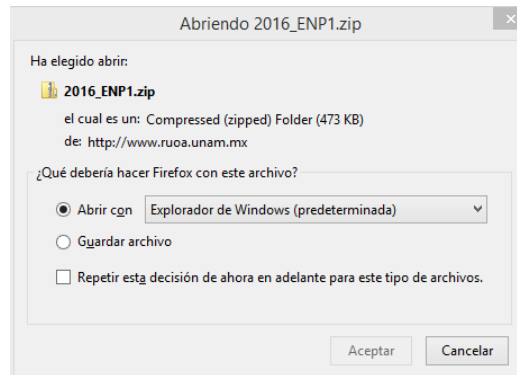 Abriendo 2016_ENP1.zip
Ha elegido abrir:
2016_ENP1.zip
el cual es un: Compressed (zipped) Folder (473 KB)
de: http://www.ruoa.unam.mx
¿Qué debería hacer Firefox con este archivo?
Abrir con Explorador de Windows (predeterminada)
Guardar archivo
Repetir esta decisión de ahora en adelante para este tipo de archivos.
Aceptar Cancelar